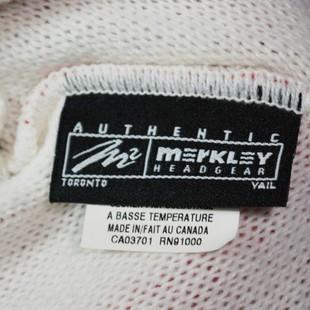 AUTHENTIC
M2 MERKLEY
HEADGEAR
TORONTO VAIL
A BASSE TEMPERATURE
MADE IN/FAIT AU CANADA
CA03701 RN91000